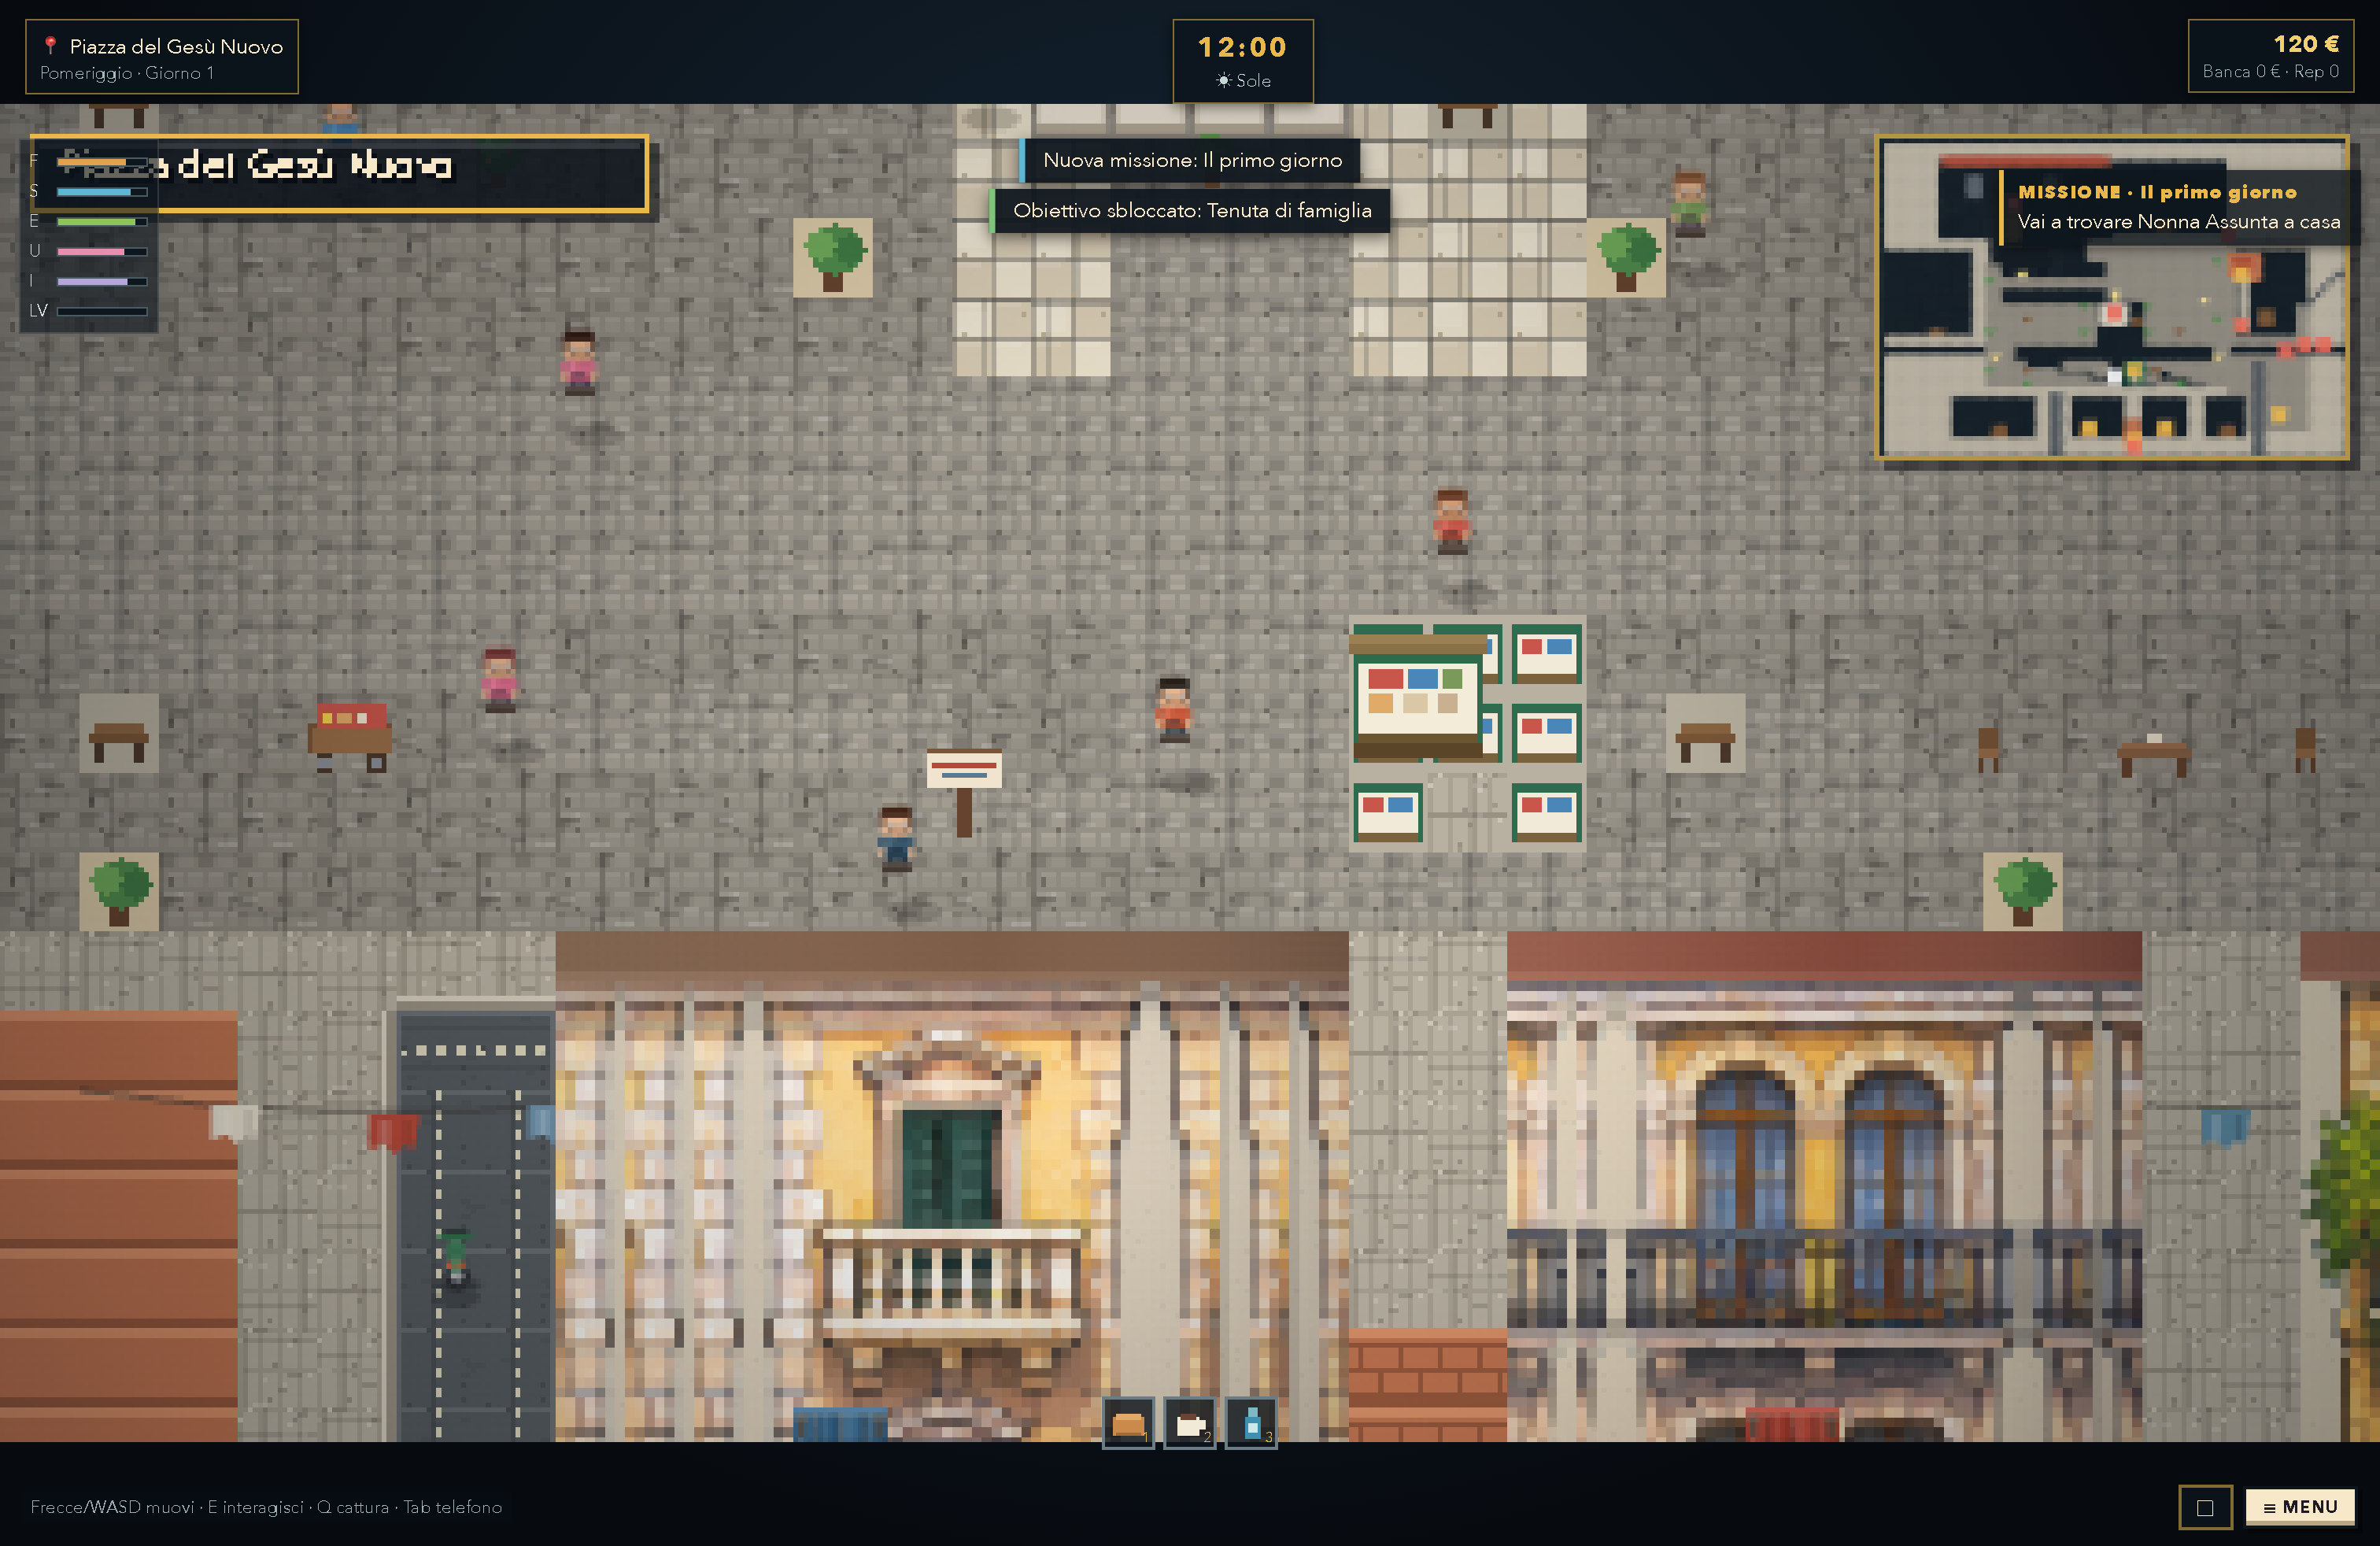 📍 Piazza del Gesù Nuovo
Pomeriggio · Giorno 1
12:00
☀ Sole
120 €
Banca 0 € · Rep 0
del Gesù Nuovo
F
S
E
U
I
LV
Nuova missione: Il primo giorno
Obiettivo sbloccato: Tenuta di famiglia
MISSIONE · Il primo giorno
Vai a trovare Nonna Assunta a casa
1
2
3
Frecce/WASD muovi · E interagisci · Q cattura · Tab telefono
≡ MENU